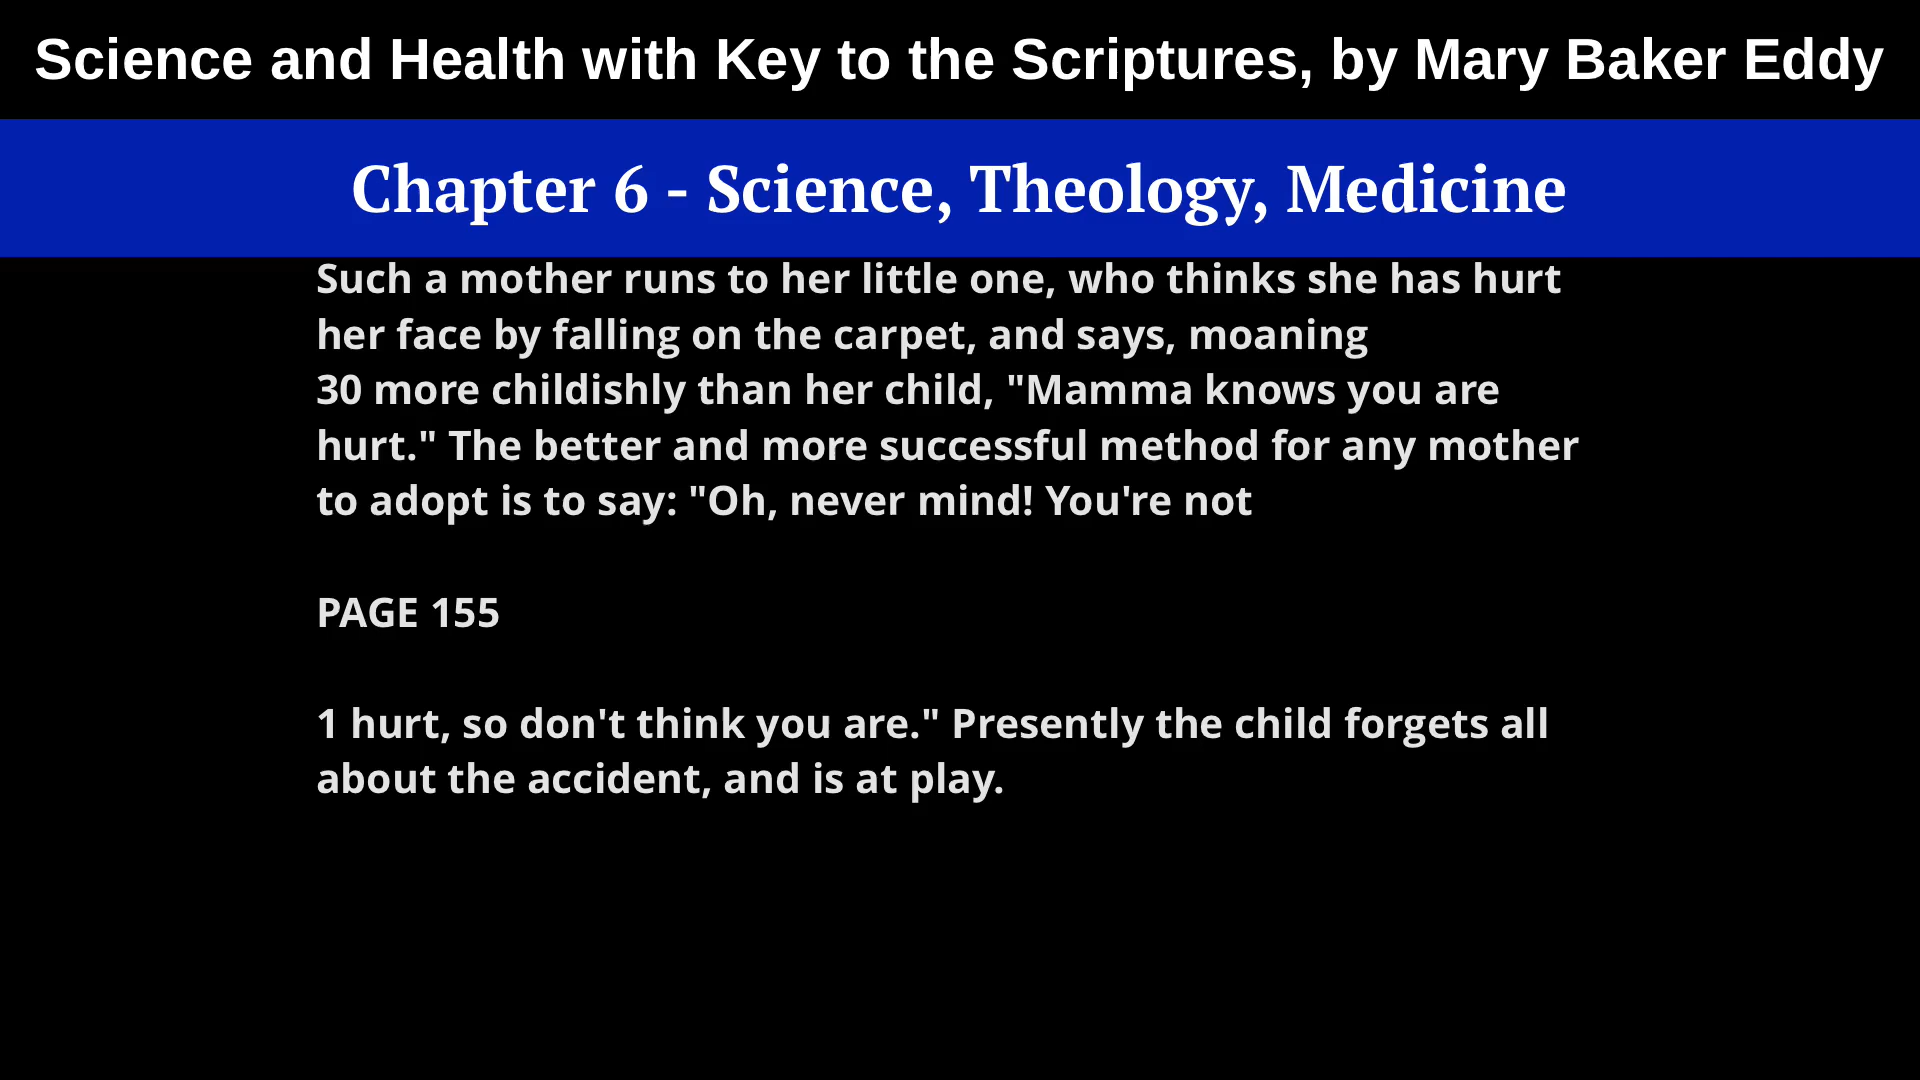 Science and Health with Key to the Scriptures, by Mary Baker Eddy
Chapter 6 - Science, Theology, Medicine
Such a mother runs to her little one, who thinks she has hurt
her face by falling on the carpet, and says, moaning
30 more childishly than her child, "Mamma knows you are
hurt." The better and more successful method for any mother
to adopt is to say: "Oh, never mind! You're not
PAGE 155
1 hurt, so don't think you are." Presently the child forgets all
about the accident, and is at play.